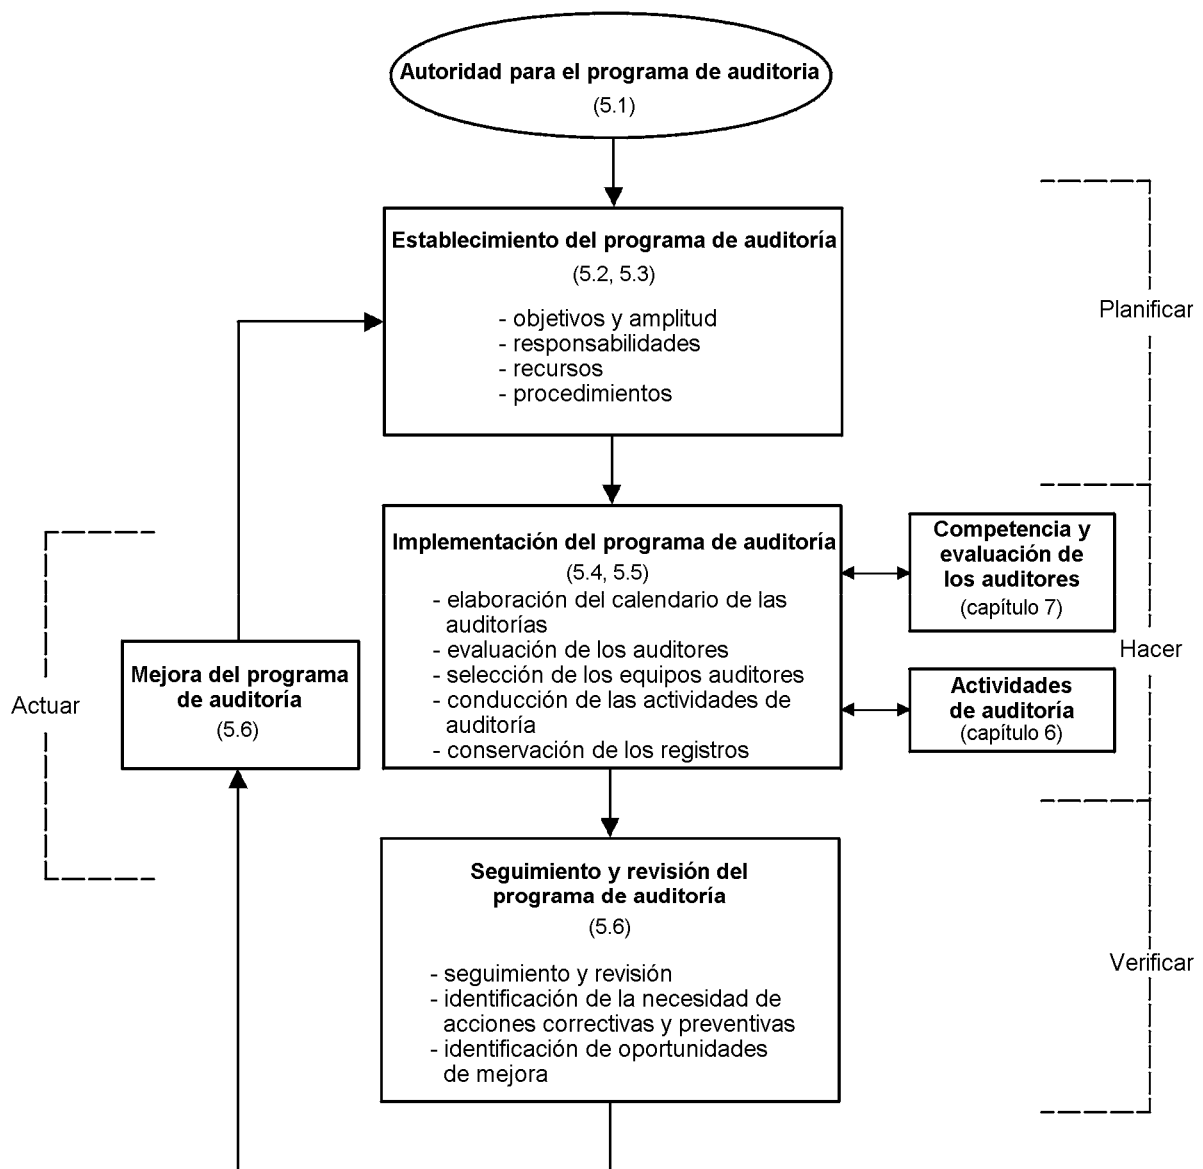 Autoridad para el programa de auditoria
(5.1)
Establecimiento del programa de auditoría
(5.2, 5.3)
- objetivos y amplitud
- responsabilidades
- recursos
- procedimientos
Planificar
Implementación del programa de auditoría
(5.4, 5.5)
- elaboración del calendario de las
auditorías
- evaluación de los auditores
- selección de los equipos auditores
- conducción de las actividades de
auditoría
- conservación de los registros
Competencia y
evaluación de
los auditores
(capítulo 7)
Hacer
Actividades
de auditoría
(capítulo 6)
Mejora del programa
de auditoría
(5.6)
Actuar
Seguimiento y revisión del
programa de auditoría
(5.6)
- seguimiento y revisión
- identificación de la necesidad de
acciones correctivas y preventivas
- identificación de oportunidades
de mejora
Verificar